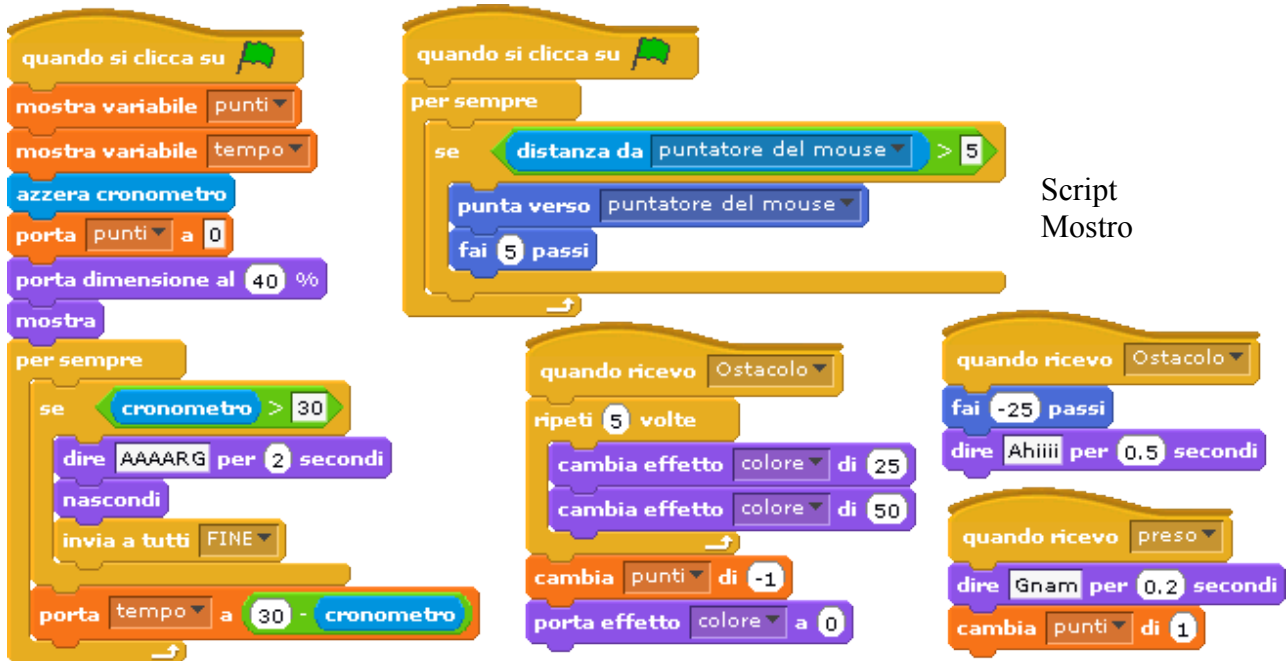 quando si clicca su
mostra variabile punti
mostra variabile tempo
azzera cronometro
porta punti a 0
porta dimensione al 40 %
mostra
per sempre
se cronometro > 30
dire AAAARG per 2 secondi
nascondi
invia a tutti FINE
porta tempo a 30 - cronometro
quando si clicca su
per sempre
se distanza da puntatore del mouse > 5
punta verso puntatore del mouse
fai 5 passi
Script
Mostro
quando ricevo Ostacolo
ripeti 5 volte
cambia effetto colore di 25
cambia effetto colore di 50
cambia punti di -1
porta effetto colore a 0
quando ricevo Ostacolo
fai -25 passi
dire Ahiiii per 0.5 secondi
quando ricevo preso
dire Gnam per 0.2 secondi
cambia punti di 1